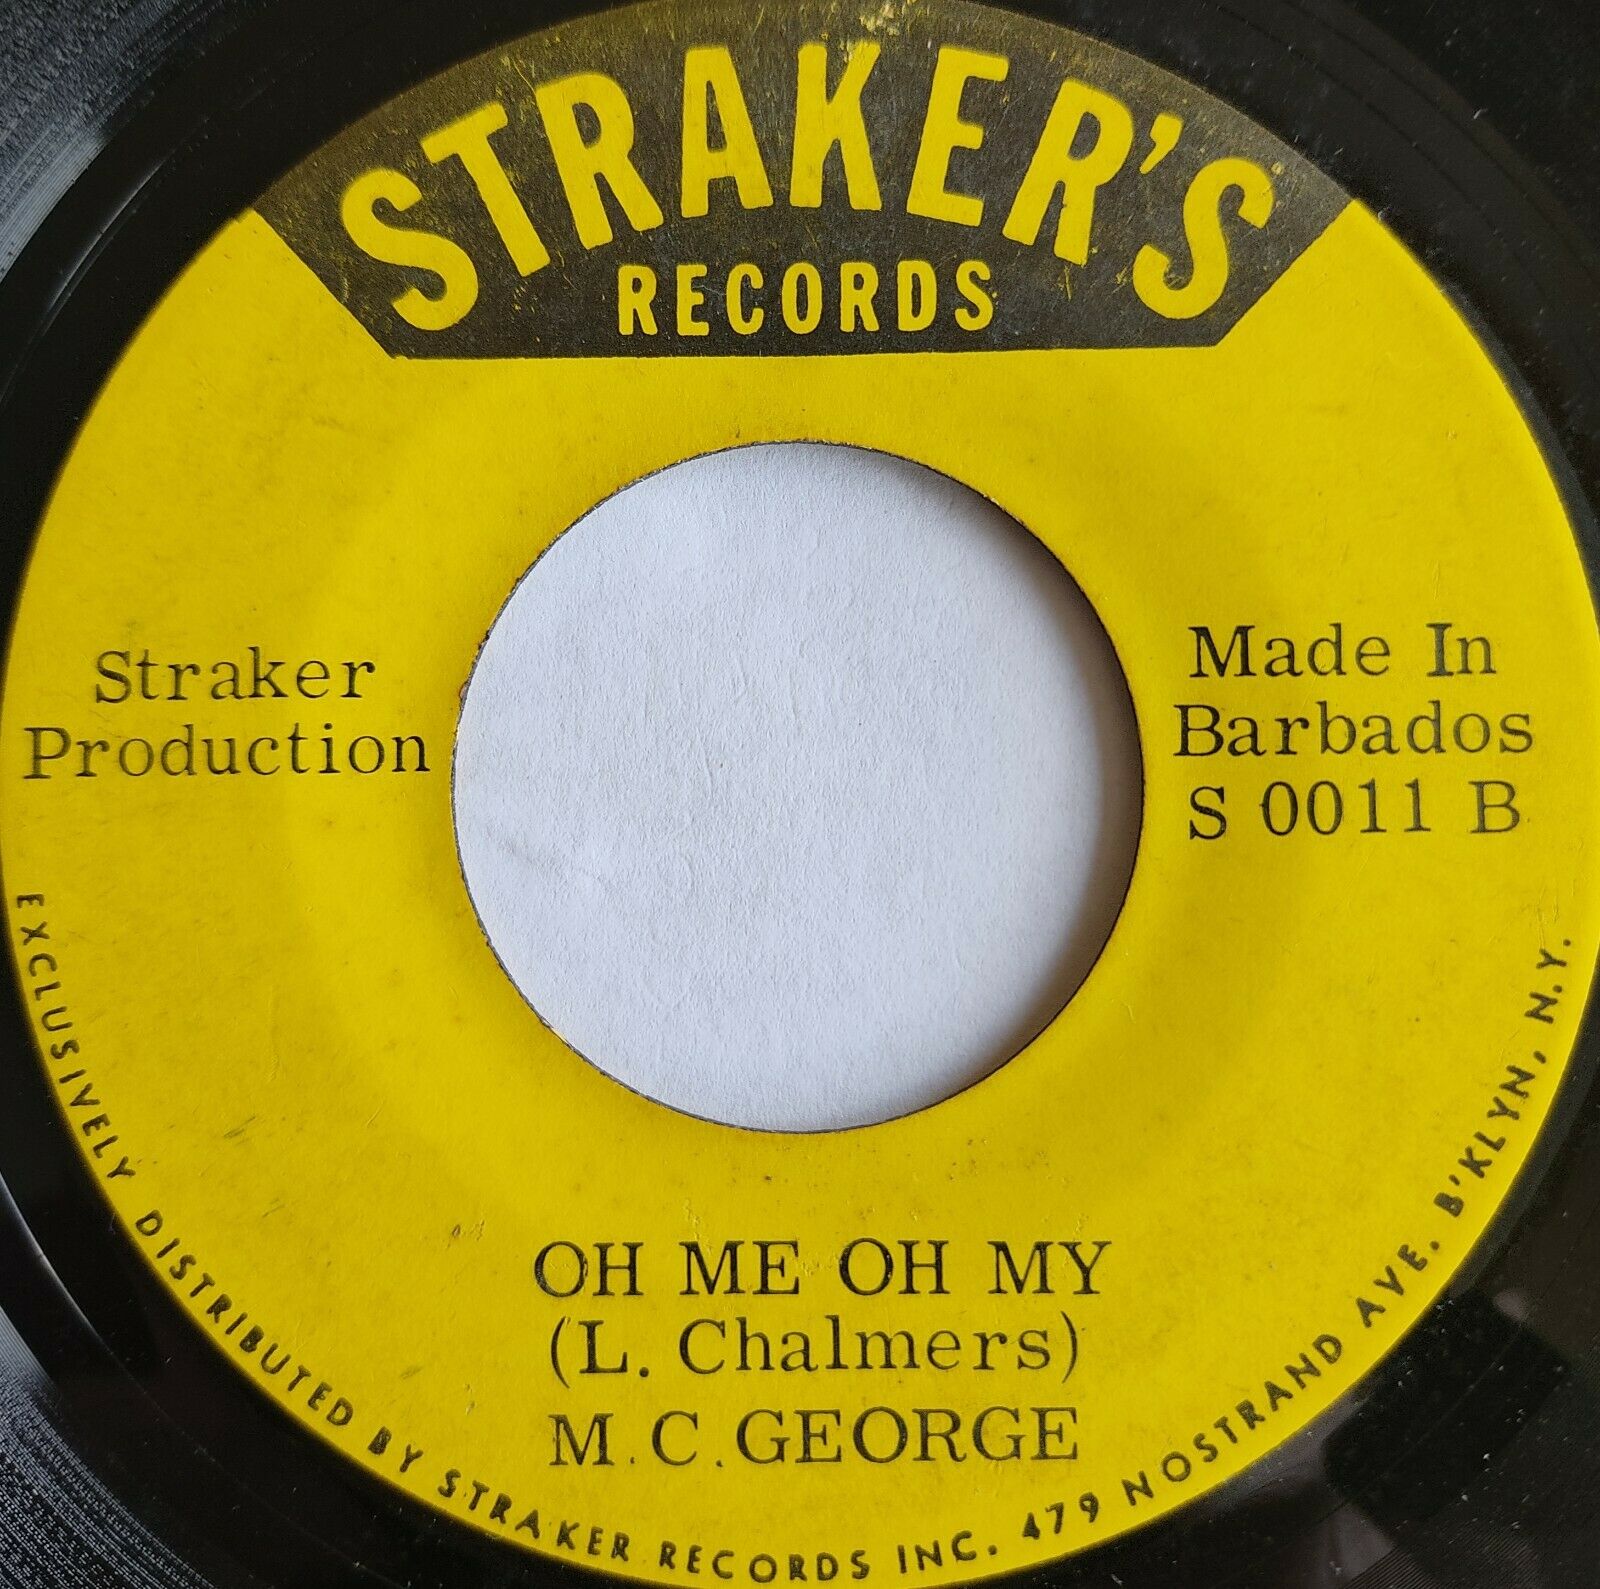 STRAKER'S
RECORDS
Straker
Production
Made In
Barbados
S 0011 B
OH ME OH MY
(L. Chalmers)
M.C.GEORGE
EXCLUSIVELY DISTRIBUTED BY STRAKER RECORDS INC. 479 NOSTRAND AVE. B'KLYN, N.Y.